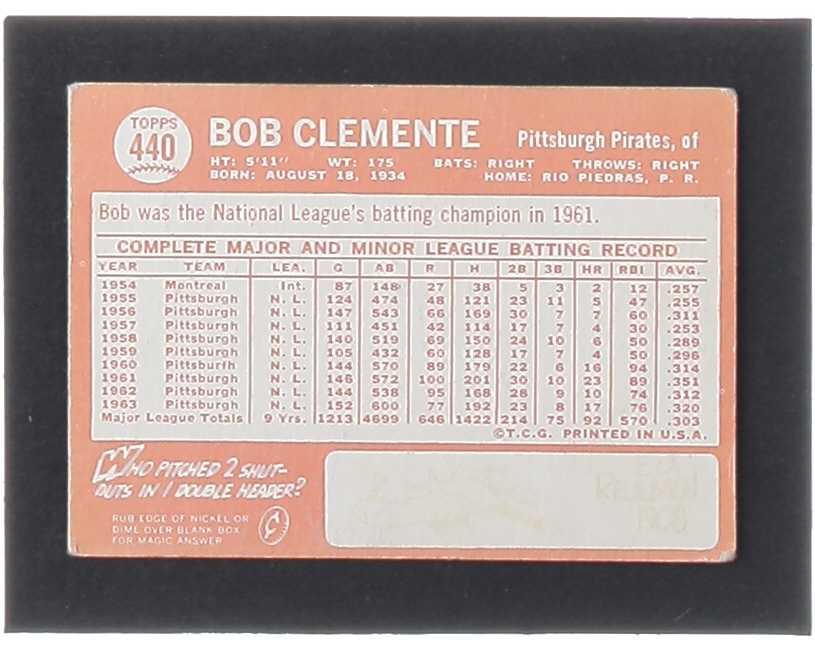 TOPPS
440
BOB CLEMENTE
Pittsburgh Pirates, of
HT: 5'11" WT: 175 BATS: RIGHT THROWS: RIGHT
BORN: AUGUST 18, 1934 HOME: RIO PIEDRAS, P. R.
Bob was the National League's batting champion in 1961.
COMPLETE MAJOR AND MINOR LEAGUE BATTING RECORD
YEAR TEAM LEA. G AB R H 2B 3B HR RBI AVG.
1954 Montreal Int. 87 148 27 38 5 3 2 12 .257
1955 Pittsburgh N. L. 124 474 48 121 23 11 5 47 .255
1956 Pittsburgh N. L. 147 543 66 169 30 7 7 60 .311
1957 Pittsburgh N. L. 111 451 42 114 17 7 4 30 .253
1958 Pittsburgh N. L. 140 519 69 150 24 10 6 50 .289
1959 Pittsburgh N. L. 105 432 60 128 17 7 4 50 .296
1960 Pittsburfh N. L. 144 570 89 179 22 6 16 94 .314
1961 Pittsburgh N. L. 146 572 100 201 30 10 23 89 .351
1962 Pittsburgh N. L. 144 538 95 168 28 9 10 74 .312
1963 Pittsburgh N. L. 152 600 77 192 23 8 17 76 .320
Major League Totals 9 Yrs. 1213 4699 646 1422 214 75 92 570 .303
©T.C.G. PRINTED IN U.S.A.
WHO PITCHED 2 SHUT-
OUTS IN 1 DOUBLE HEADER?
RUB EDGE OF NICKEL OR
DIME OVER BLANK BOX
FOR MAGIC ANSWER
ED
REULBACH
1908